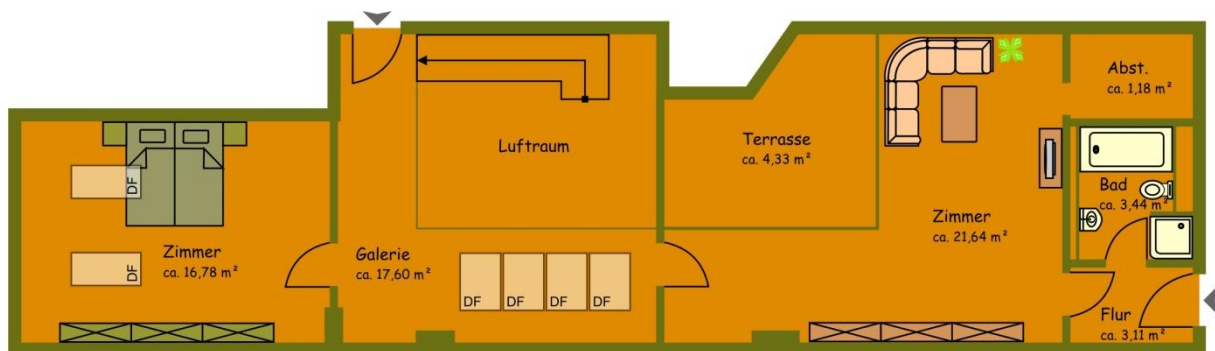 Abst.
ca. 1,18 m²
Luftraum
Terrasse
ca. 4,33 m²
Bad
ca. 3,44 m²
DF
Zimmer
ca. 21,64 m²
Zimmer
ca. 16,78 m²
Galerie
ca. 17,60 m²
DF
DF
DF
DF
DF
Flur
ca. 3,11 m²